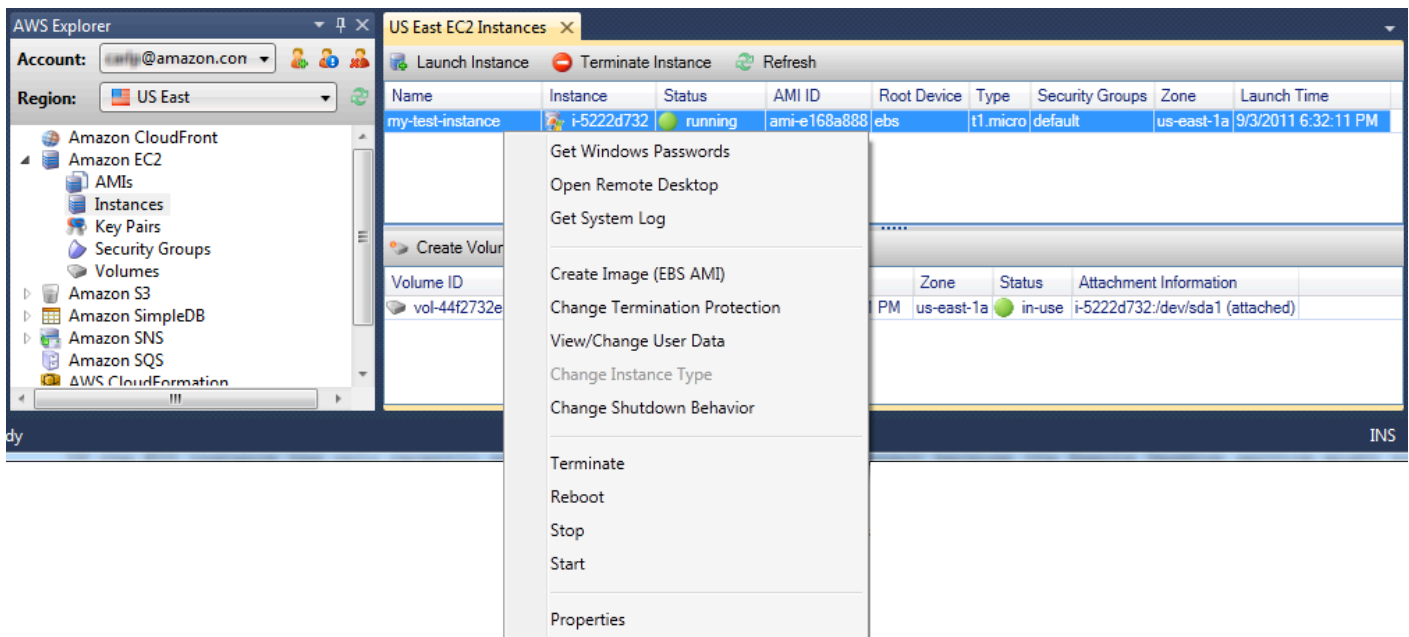 AWS Explorer
Account: @amazon.con
Region: US East
Amazon CloudFront
Amazon EC2
AMIs
Instances
Key Pairs
Security Groups
Volumes
Amazon S3
Amazon SimpleDB
Amazon SNS
Amazon SQS
AWS CloudFormation
US East EC2 Instances
Launch Instance Terminate Instance Refresh
Name Instance Status AMI ID Root Device Type Security Groups Zone Launch Time
my-test-instance i-5222d732 running ami-e168a888 ebs t1.micro default us-east-1a 9/3/2011 6:32:11 PM
Get Windows Passwords
Open Remote Desktop
Get System Log
Create Image (EBS AMI)
Change Termination Protection
View/Change User Data
Change Instance Type
Change Shutdown Behavior
Terminate
Reboot
Stop
Start
Properties
Create Volur
Volume ID Zone Status Attachment Information
vol-44f2732e PM us-east-1a in-use i-5222d732:/dev/sda1 (attached)
dy INS